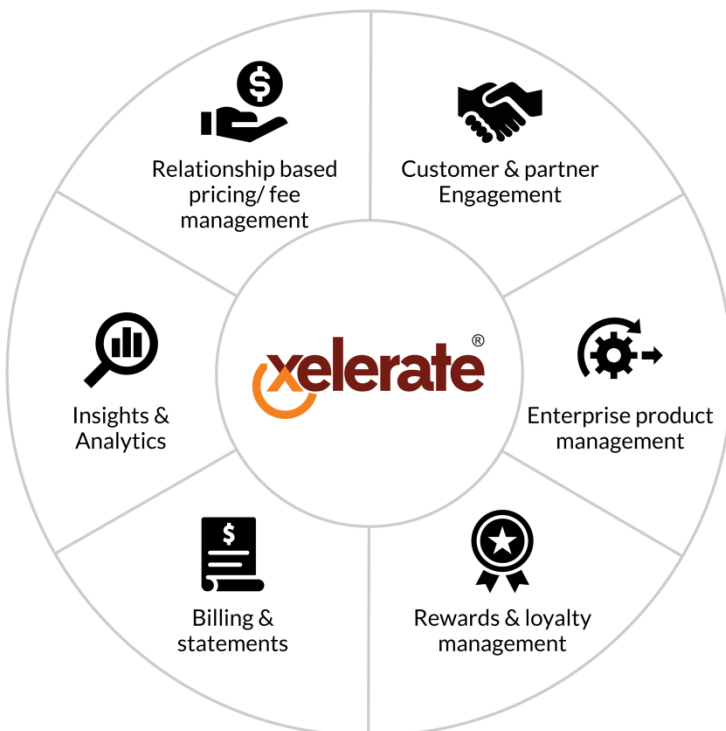 Relationship based
pricing/ fee
management
Customer & partner
Engagement
Insights &
Analytics
xelerate®
Enterprise product
management
Billing &
statements
Rewards & loyalty
management
$
$